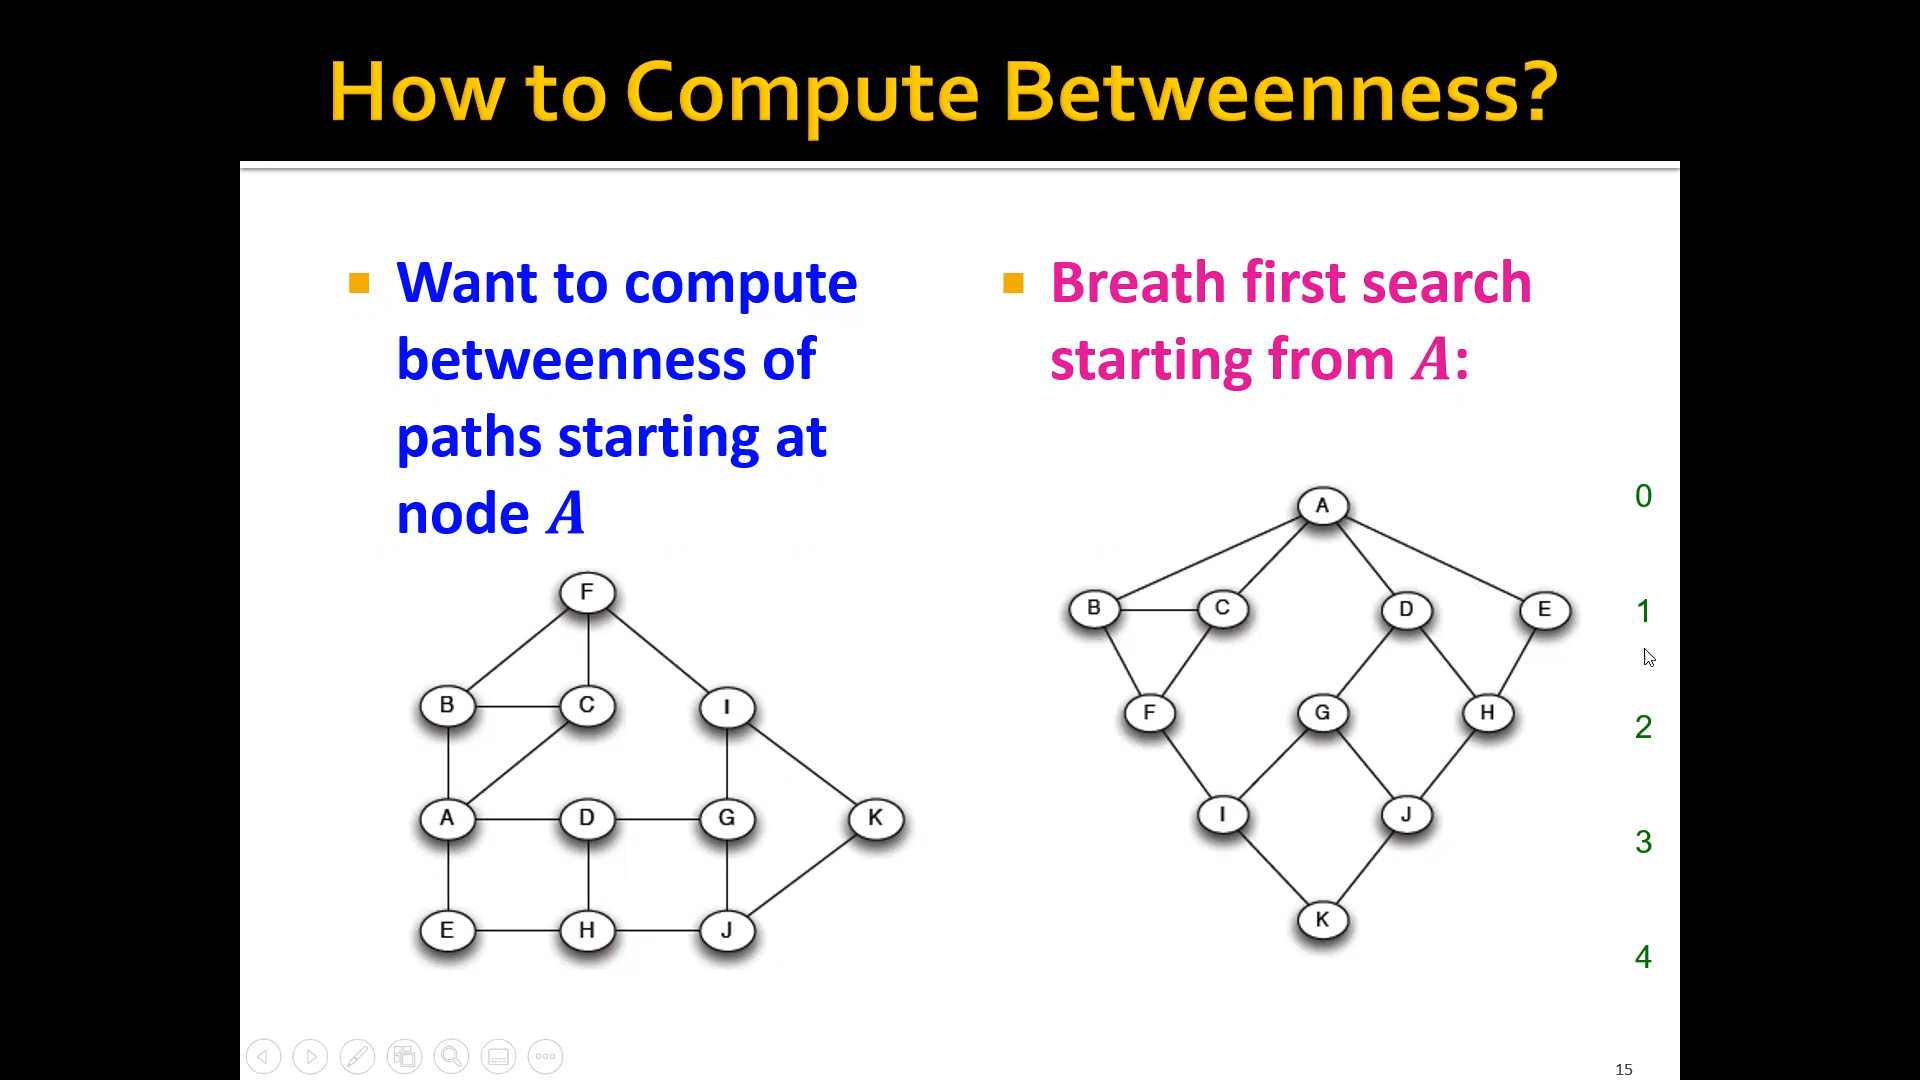 How to Compute Betweenness?
Want to compute
betweenness of
paths starting at
node A
Breath first search
starting from A:
F
B
C
I
A
D
G
K
E
H
J
A
0
B
C
D
E
1
F
G
H
2
I
J
3
K
4
15